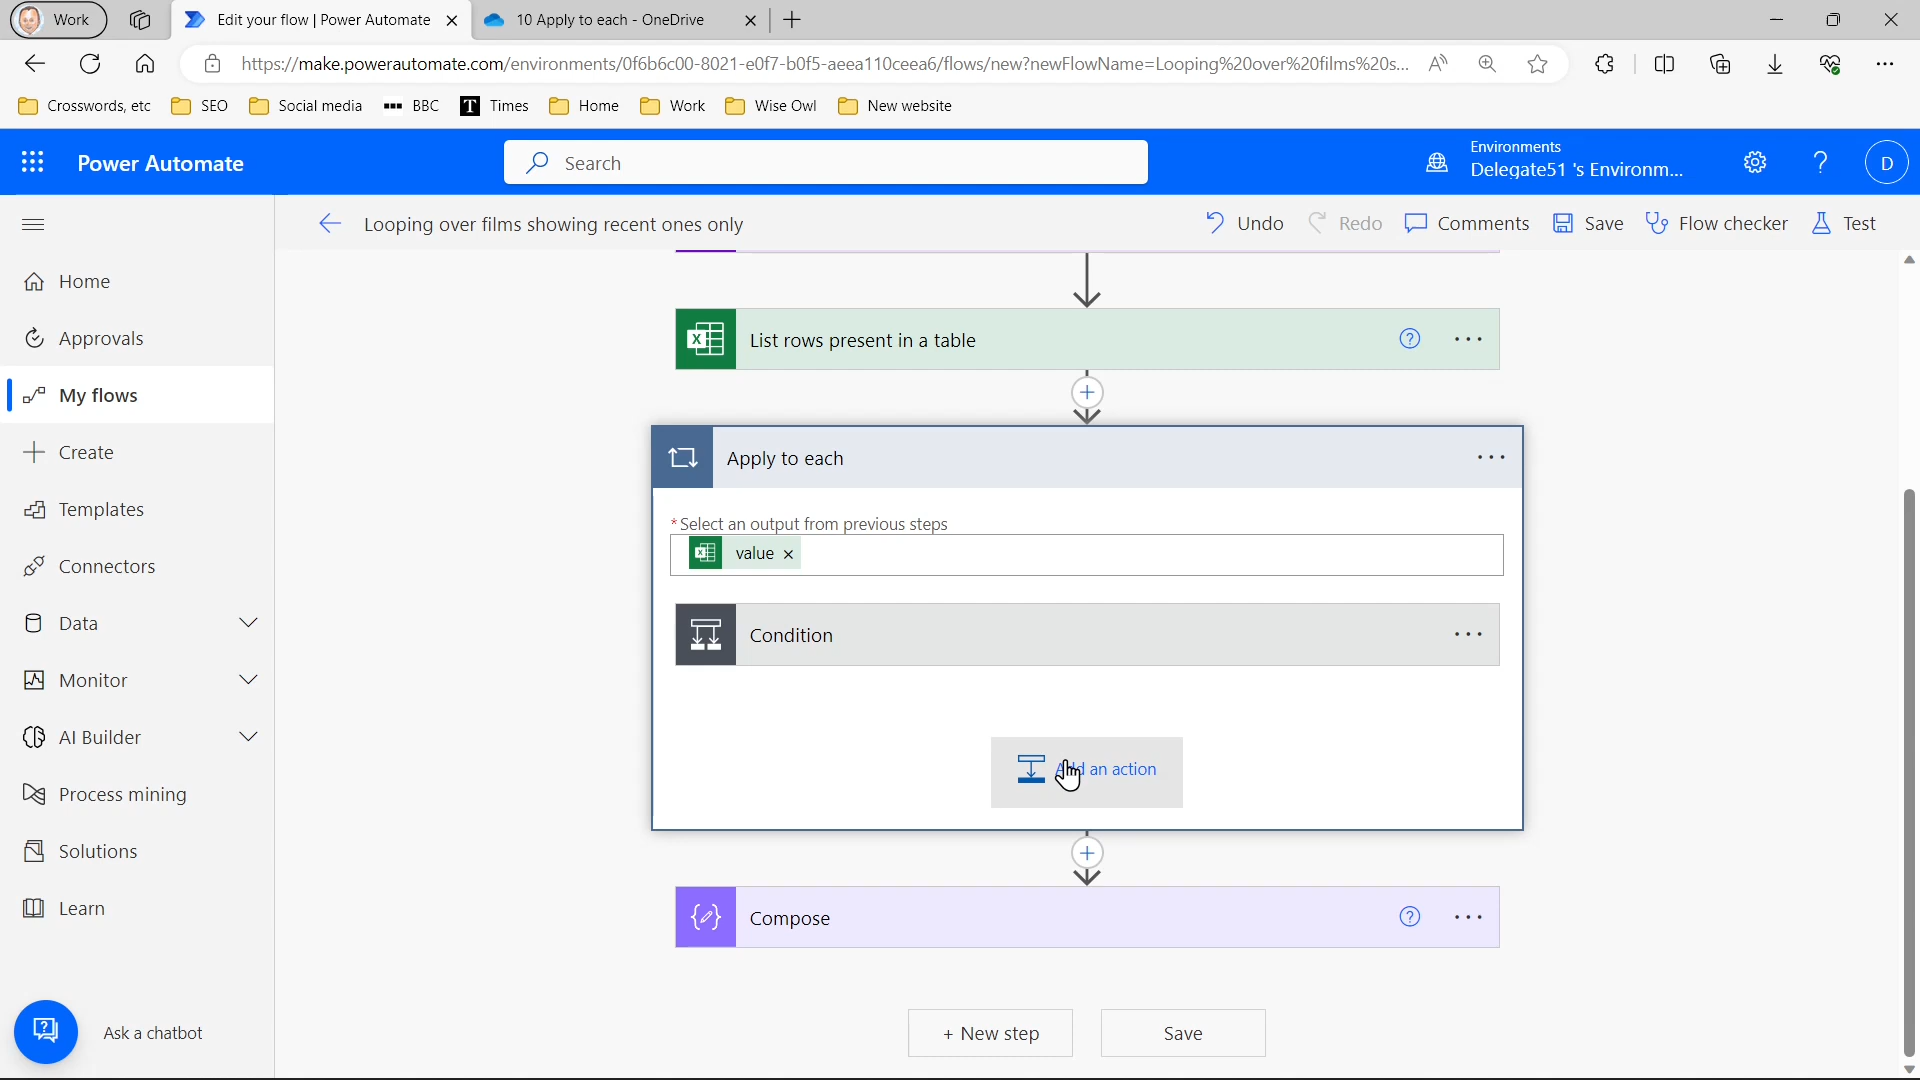 Work
Edit your flow | Power Automate
10 Apply to each - OneDrive
https://make.powerautomate.com/environments/0f6b6c00-8021-e0f7-b0f5-aeea110ceea6/flows/new?newFlowName=Looping%20over%20films%20s...
Crosswords, etc
SEO
Social media
BBC
T
Times
Home
Work
Wise Owl
New website
Power Automate
Search
Environments
Delegate51 's Environm...
?
D
Looping over films showing recent ones only
Undo
Redo
Comments
Save
Flow checker
Test
Home
Approvals
My flows
Create
Templates
Connectors
Data
Monitor
AI Builder
Process mining
Solutions
Learn
Ask a chatbot
List rows present in a table
Apply to each
* Select an output from previous steps
value
Condition
Add an action
Compose
+ New step
Save